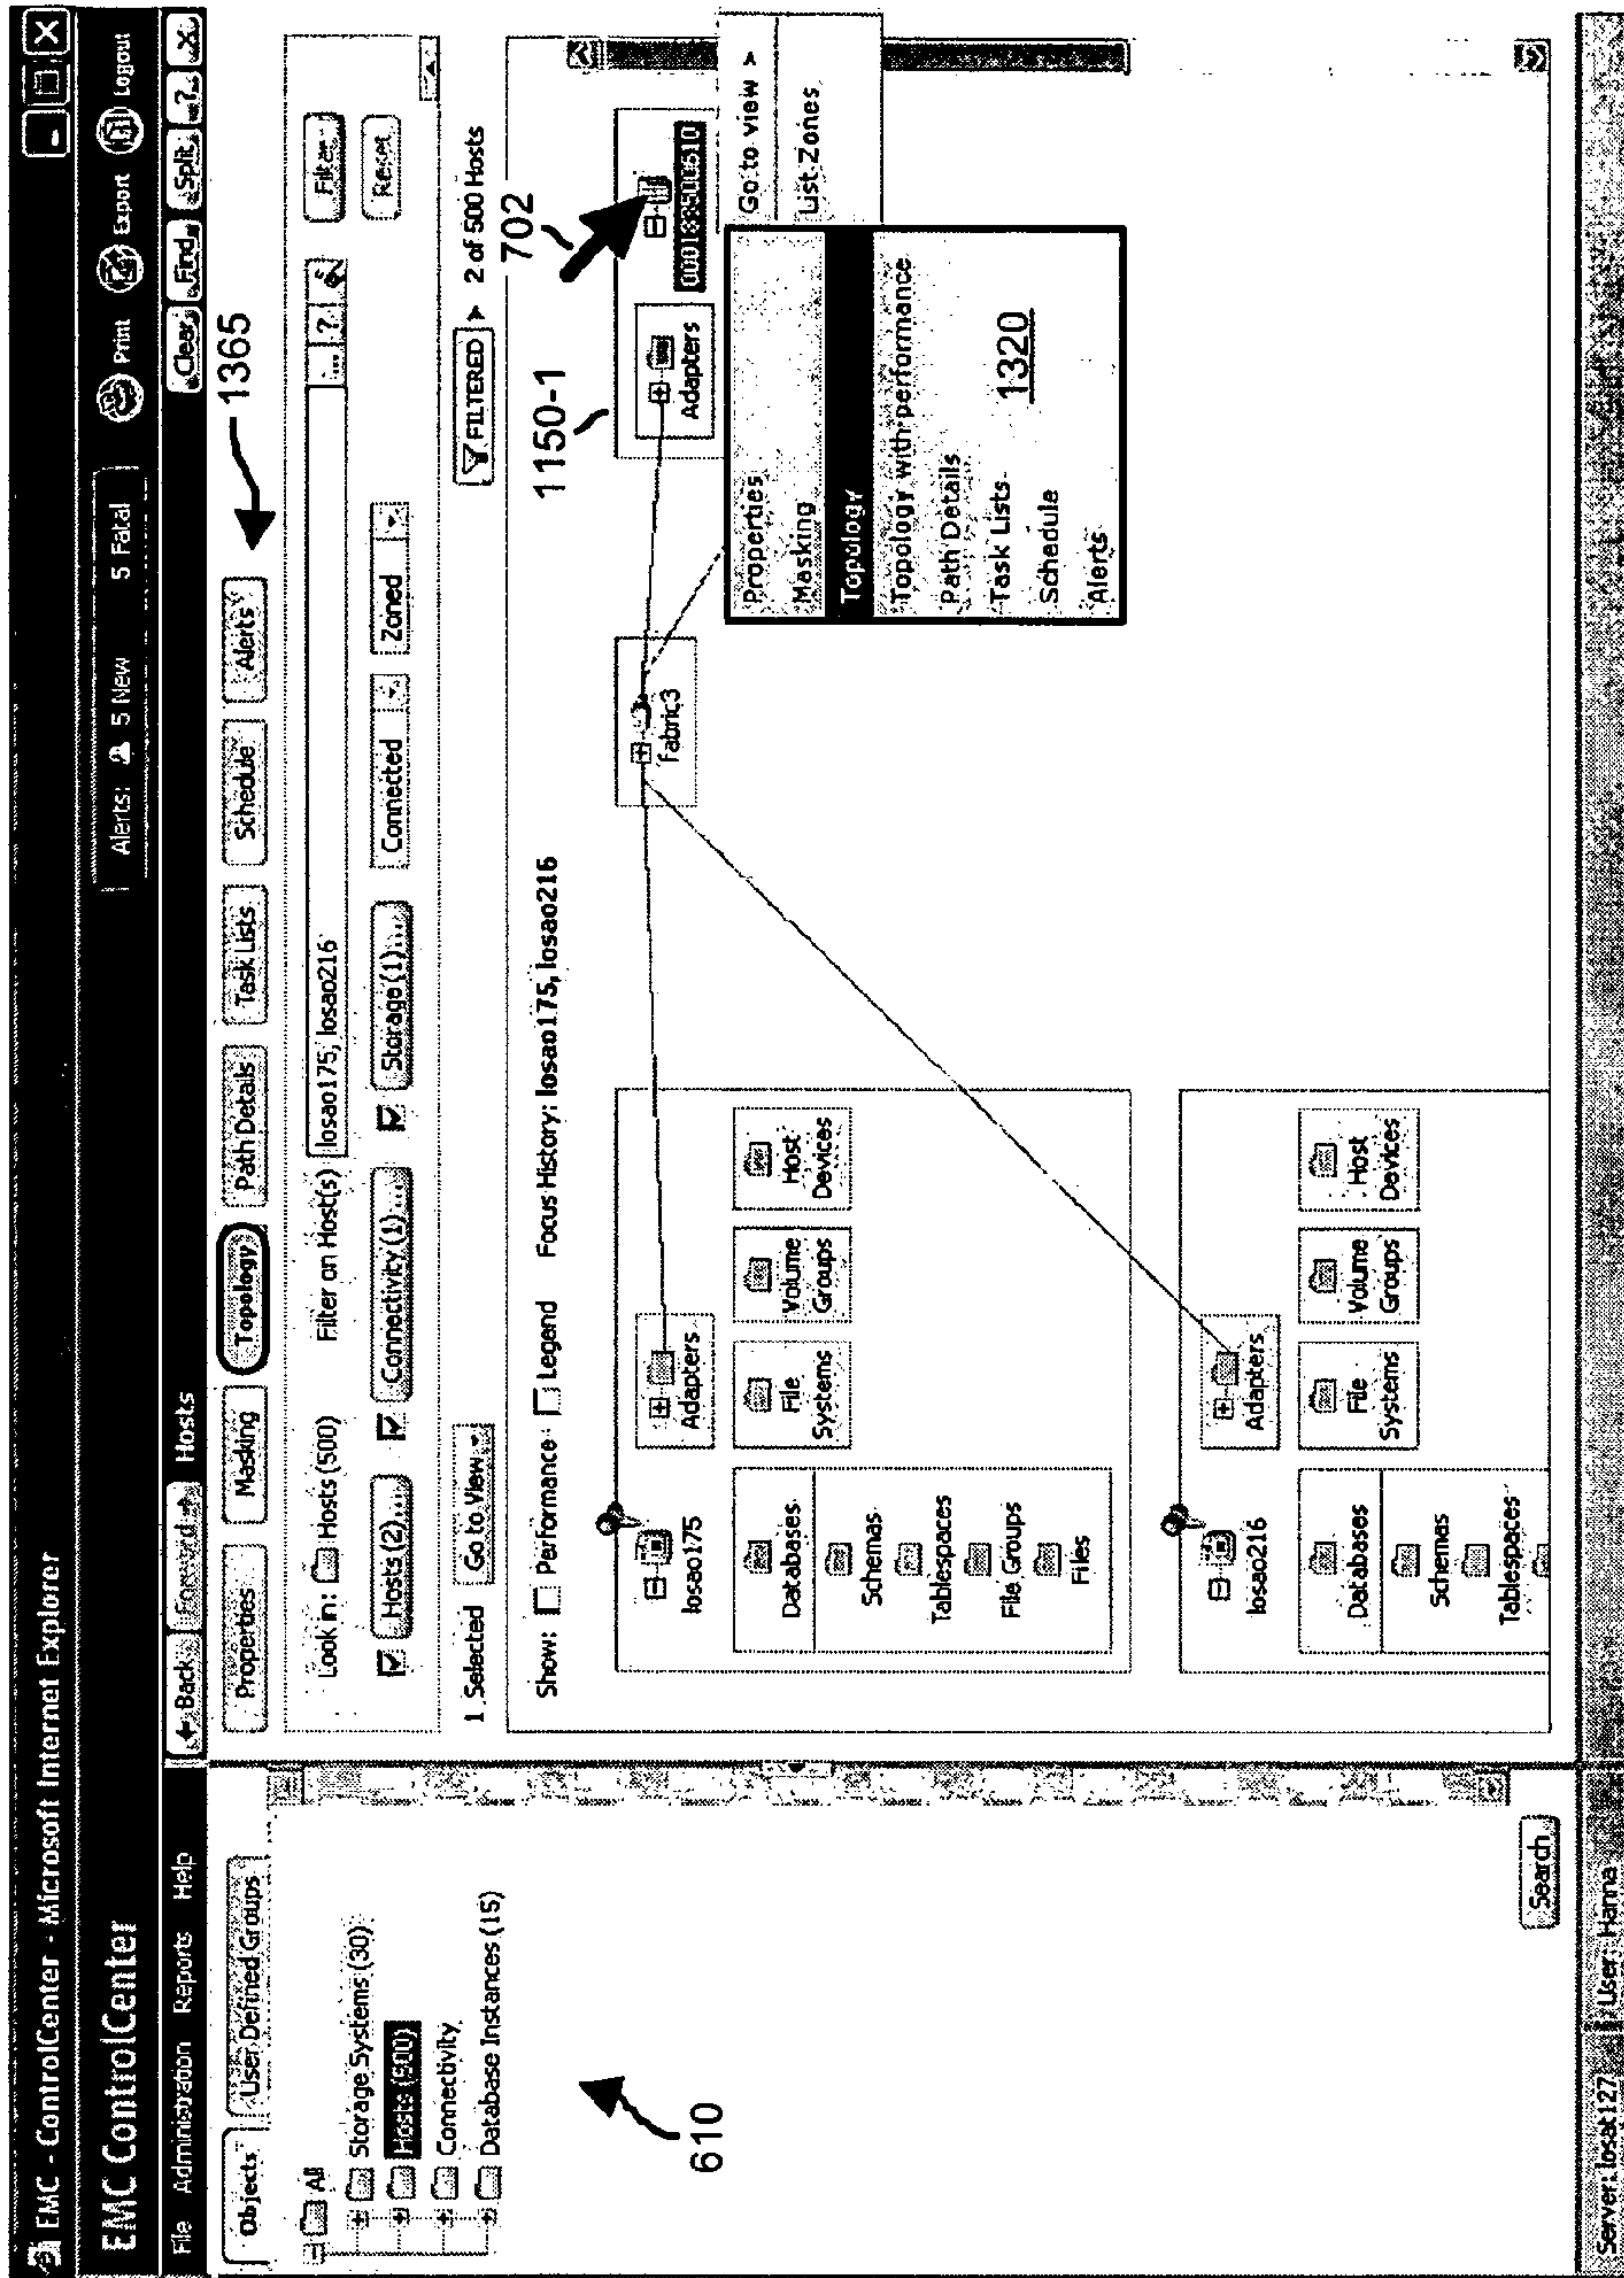 EMC - ControlCenter - Microsoft Internet Explorer
EMC ControlCenter
Alerts: 5 New 5 Fatal
Print Export Logout
File Administration Reports Help
Back Forward Hosts
Clear Find Split ? X
Objects User Defined Groups
All
Storage Systems (30)
Hosts (500)
Connectivity
Database Instances (15)
610
Search
Properties Masking Topology Path Details Task Lists Schedule Alerts
1365
Look in: Hosts (500) Filter on Host(s) losao175, losao216 ... ? Filter
Hosts (2)... Connectivity (1)... Storage (1)... Connected Zoned Reset
1 Selected Go to View FILTERED 2 of 500 Hosts
Show: Performance Legend Focus History: losao175, losao216
1150-1
702
losao175
Adapters
Databases
Schemas
Tablespaces
File Groups
Files
File Systems
Volume Groups
Host Devices
fabric3
Adapters
Go to view >
List Zones
Properties
Masking
Topology
Topology with performance
Path Details
Task Lists
Schedule
Alerts
1320
losao216
Adapters
Databases
Schemas
Tablespaces
File Systems
Volume Groups
Host Devices
Server: losat127 User: Hanna